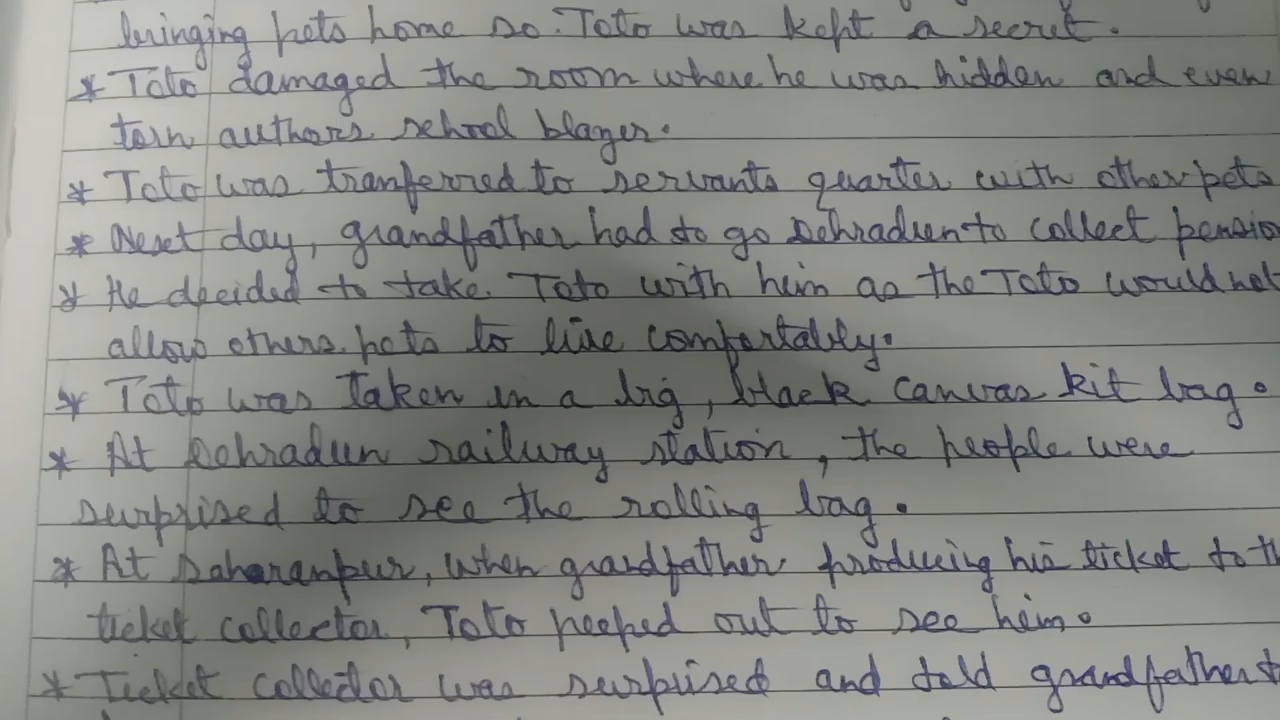 bringing pets home so Toto was kept a secret.
* Toto damaged the room where he was hidden and even
torn authors school blazer.
* Toto was tranferred to servants quarter with other pets
* Next day, grandfather had to go Dehradun to collect pensio
* He decided to take Toto with him as the Toto would not
allow others pets to live comfortably.
* Toto was taken in a big, black canvas kit bag.
* At Dehradun railway station, the people were
surprised to see the rolling bag.
* At Saharanpur, when grandfather producing his ticket to th
ticket collector, Toto peeped out to see him.
* Ticket collector was surprised and told grandfather t